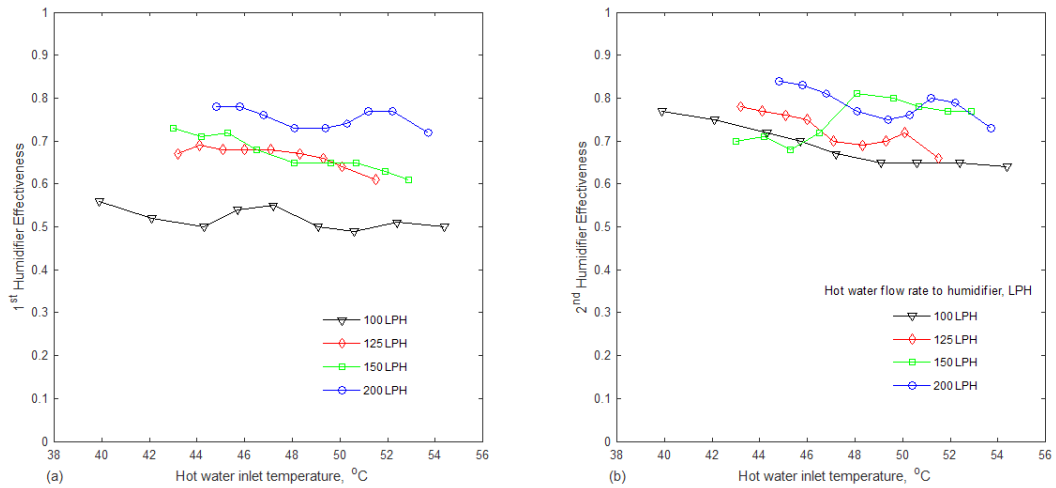 1
0.9
0.8
0.7
0.6
0.5
0.4
0.3
0.2
0.1
0
1st Humidifier Effectiveness
100 LPH
125 LPH
150 LPH
200 LPH
38 40 42 44 46 48 50 52 54 56
(a) Hot water inlet temperature, °C
1
0.9
0.8
0.7
0.6
0.5
0.4
0.3
0.2
0.1
0
2nd Humidifier Effectiveness
Hot water flow rate to humidifier, LPH
100 LPH
125 LPH
150 LPH
200 LPH
38 40 42 44 46 48 50 52 54 56
(b) Hot water inlet temperature, °C